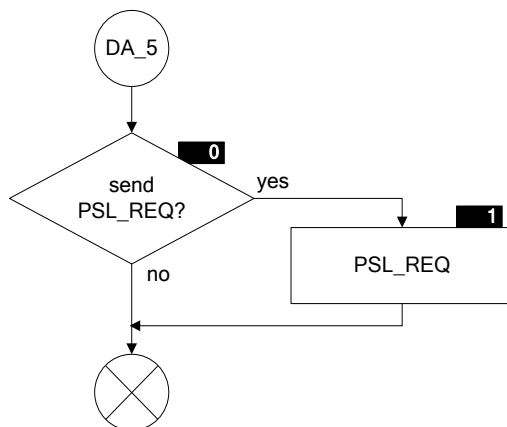 DA_5
0
send
PSL_REQ?
yes
1
PSL_REQ
no